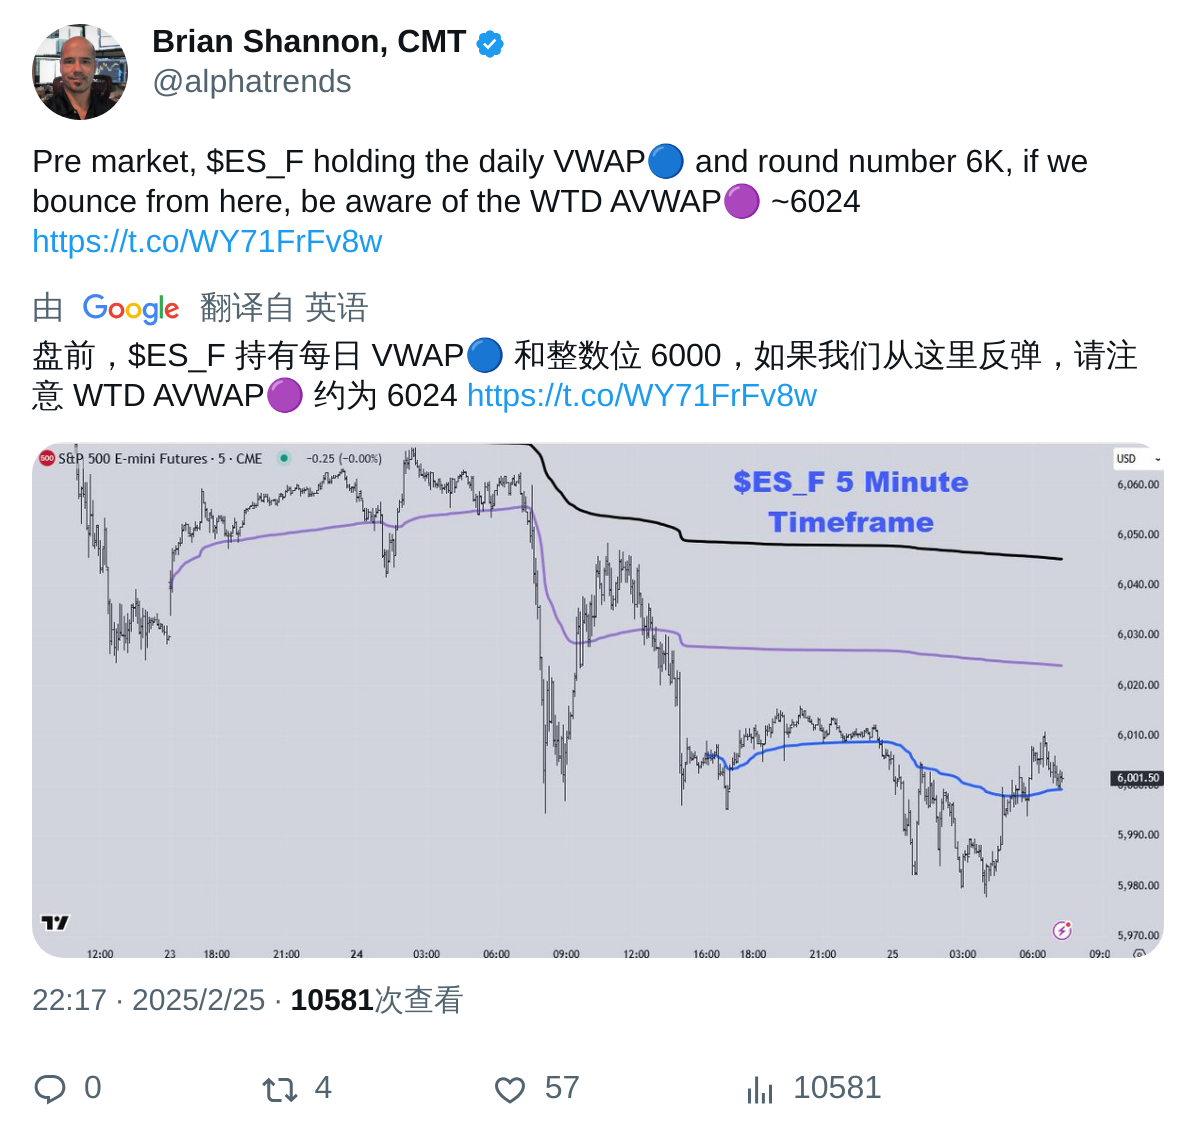 Brian Shannon, CMT
@alphatrends
Pre market, $ES_F holding the daily VWAP🔵 and round number 6K, if we
bounce from here, be aware of the WTD AVWAP🟣 ~6024
https://t.co/WY71FrFv8w
由 Google 翻译自 英语
盘前，$ES_F 持有每日 VWAP🔵 和整数位 6000，如果我们从这里反弹，请注
意 WTD AVWAP🟣 约为 6024 https://t.co/WY71FrFv8w
500 S&P 500 E-mini Futures · 5 · CME −0.25 (−0.00%)
USD
$ES_F 5 Minute
Timeframe
6,060.00
6,050.00
6,040.00
6,030.00
6,020.00
6,010.00
6,001.50
5,990.00
5,980.00
5,970.00
12:00 23 18:00 21:00 24 03:00 06:00 09:00 12:00 16:00 18:00 21:00 25 03:00 06:00 09:0
22:17 · 2025/2/25 · 10581次查看
0 4 57 10581